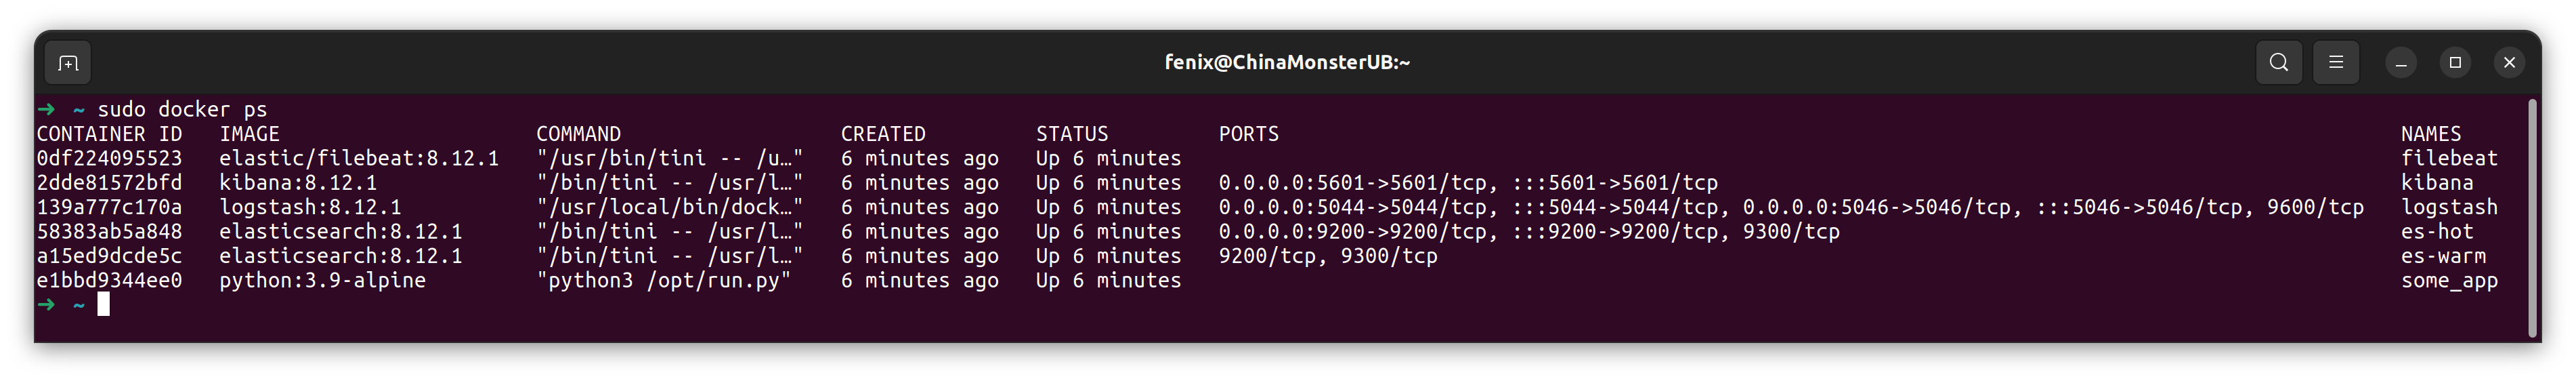 fenix@ChinaMonsterUB:~
➜ ~ sudo docker ps
CONTAINER ID   IMAGE                     COMMAND                  CREATED         STATUS         PORTS                                                                                            NAMES
0df224095523   elastic/filebeat:8.12.1   "/usr/bin/tini -- /u…"   6 minutes ago   Up 6 minutes                                                                                                    filebeat
2dde81572bfd   kibana:8.12.1             "/bin/tini -- /usr/l…"   6 minutes ago   Up 6 minutes   0.0.0.0:5601->5601/tcp, :::5601->5601/tcp                                                        kibana
139a777c170a   logstash:8.12.1           "/usr/local/bin/dock…"   6 minutes ago   Up 6 minutes   0.0.0.0:5044->5044/tcp, :::5044->5044/tcp, 0.0.0.0:5046->5046/tcp, :::5046->5046/tcp, 9600/tcp   logstash
58383ab5a848   elasticsearch:8.12.1      "/bin/tini -- /usr/l…"   6 minutes ago   Up 6 minutes   0.0.0.0:9200->9200/tcp, :::9200->9200/tcp, 9300/tcp                                              es-hot
a15ed9dcde5c   elasticsearch:8.12.1      "/bin/tini -- /usr/l…"   6 minutes ago   Up 6 minutes   9200/tcp, 9300/tcp                                                                               es-warm
e1bbd9344ee0   python:3.9-alpine         "python3 /opt/run.py"    6 minutes ago   Up 6 minutes                                                                                                    some_app
➜ ~